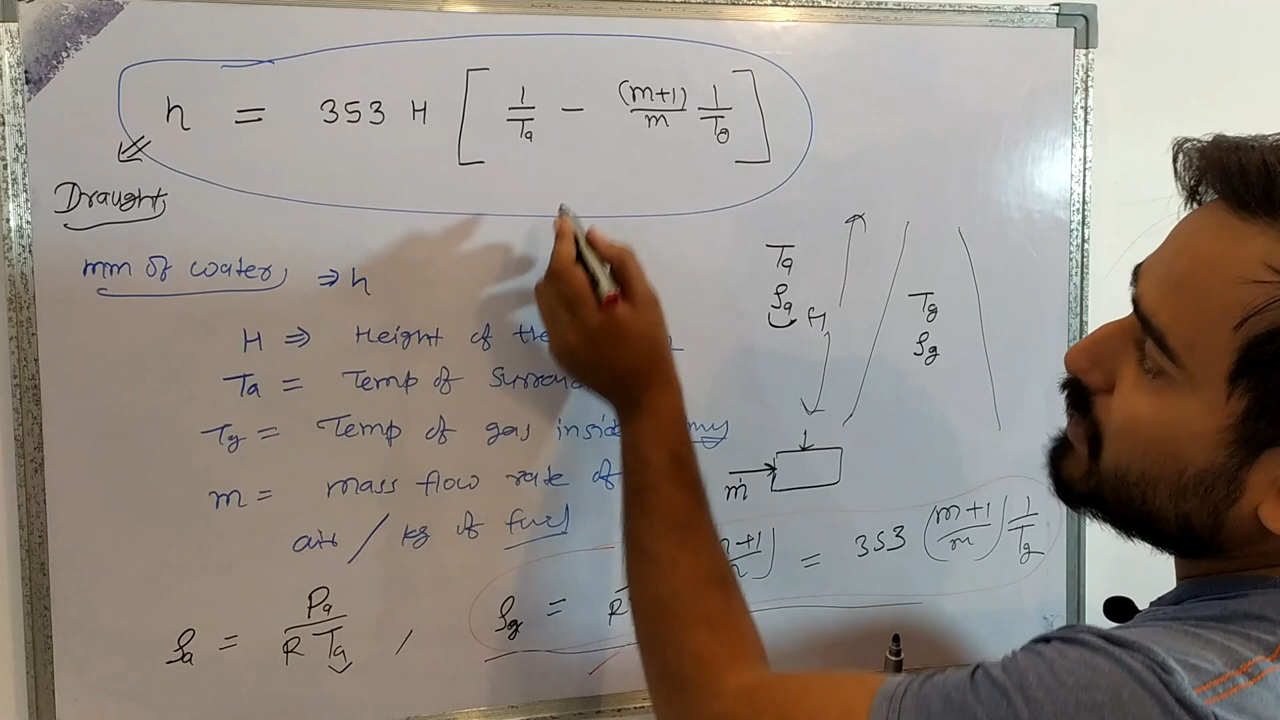 h = 353 H [ 1/Ta - (m+1)/m 1/Tg ]
Draught
mm of water, ⇒ h
H ⇒ Height of the
Ta = Temp of
Tg = Temp of gas inside
m = mass flow rate of
air / kg of fuel
ρa = Pa / R Ta ,
ρg = = 353 (m+1/m) 1/Tg
Ta
ρa
H
Tg
ρg
ṁ